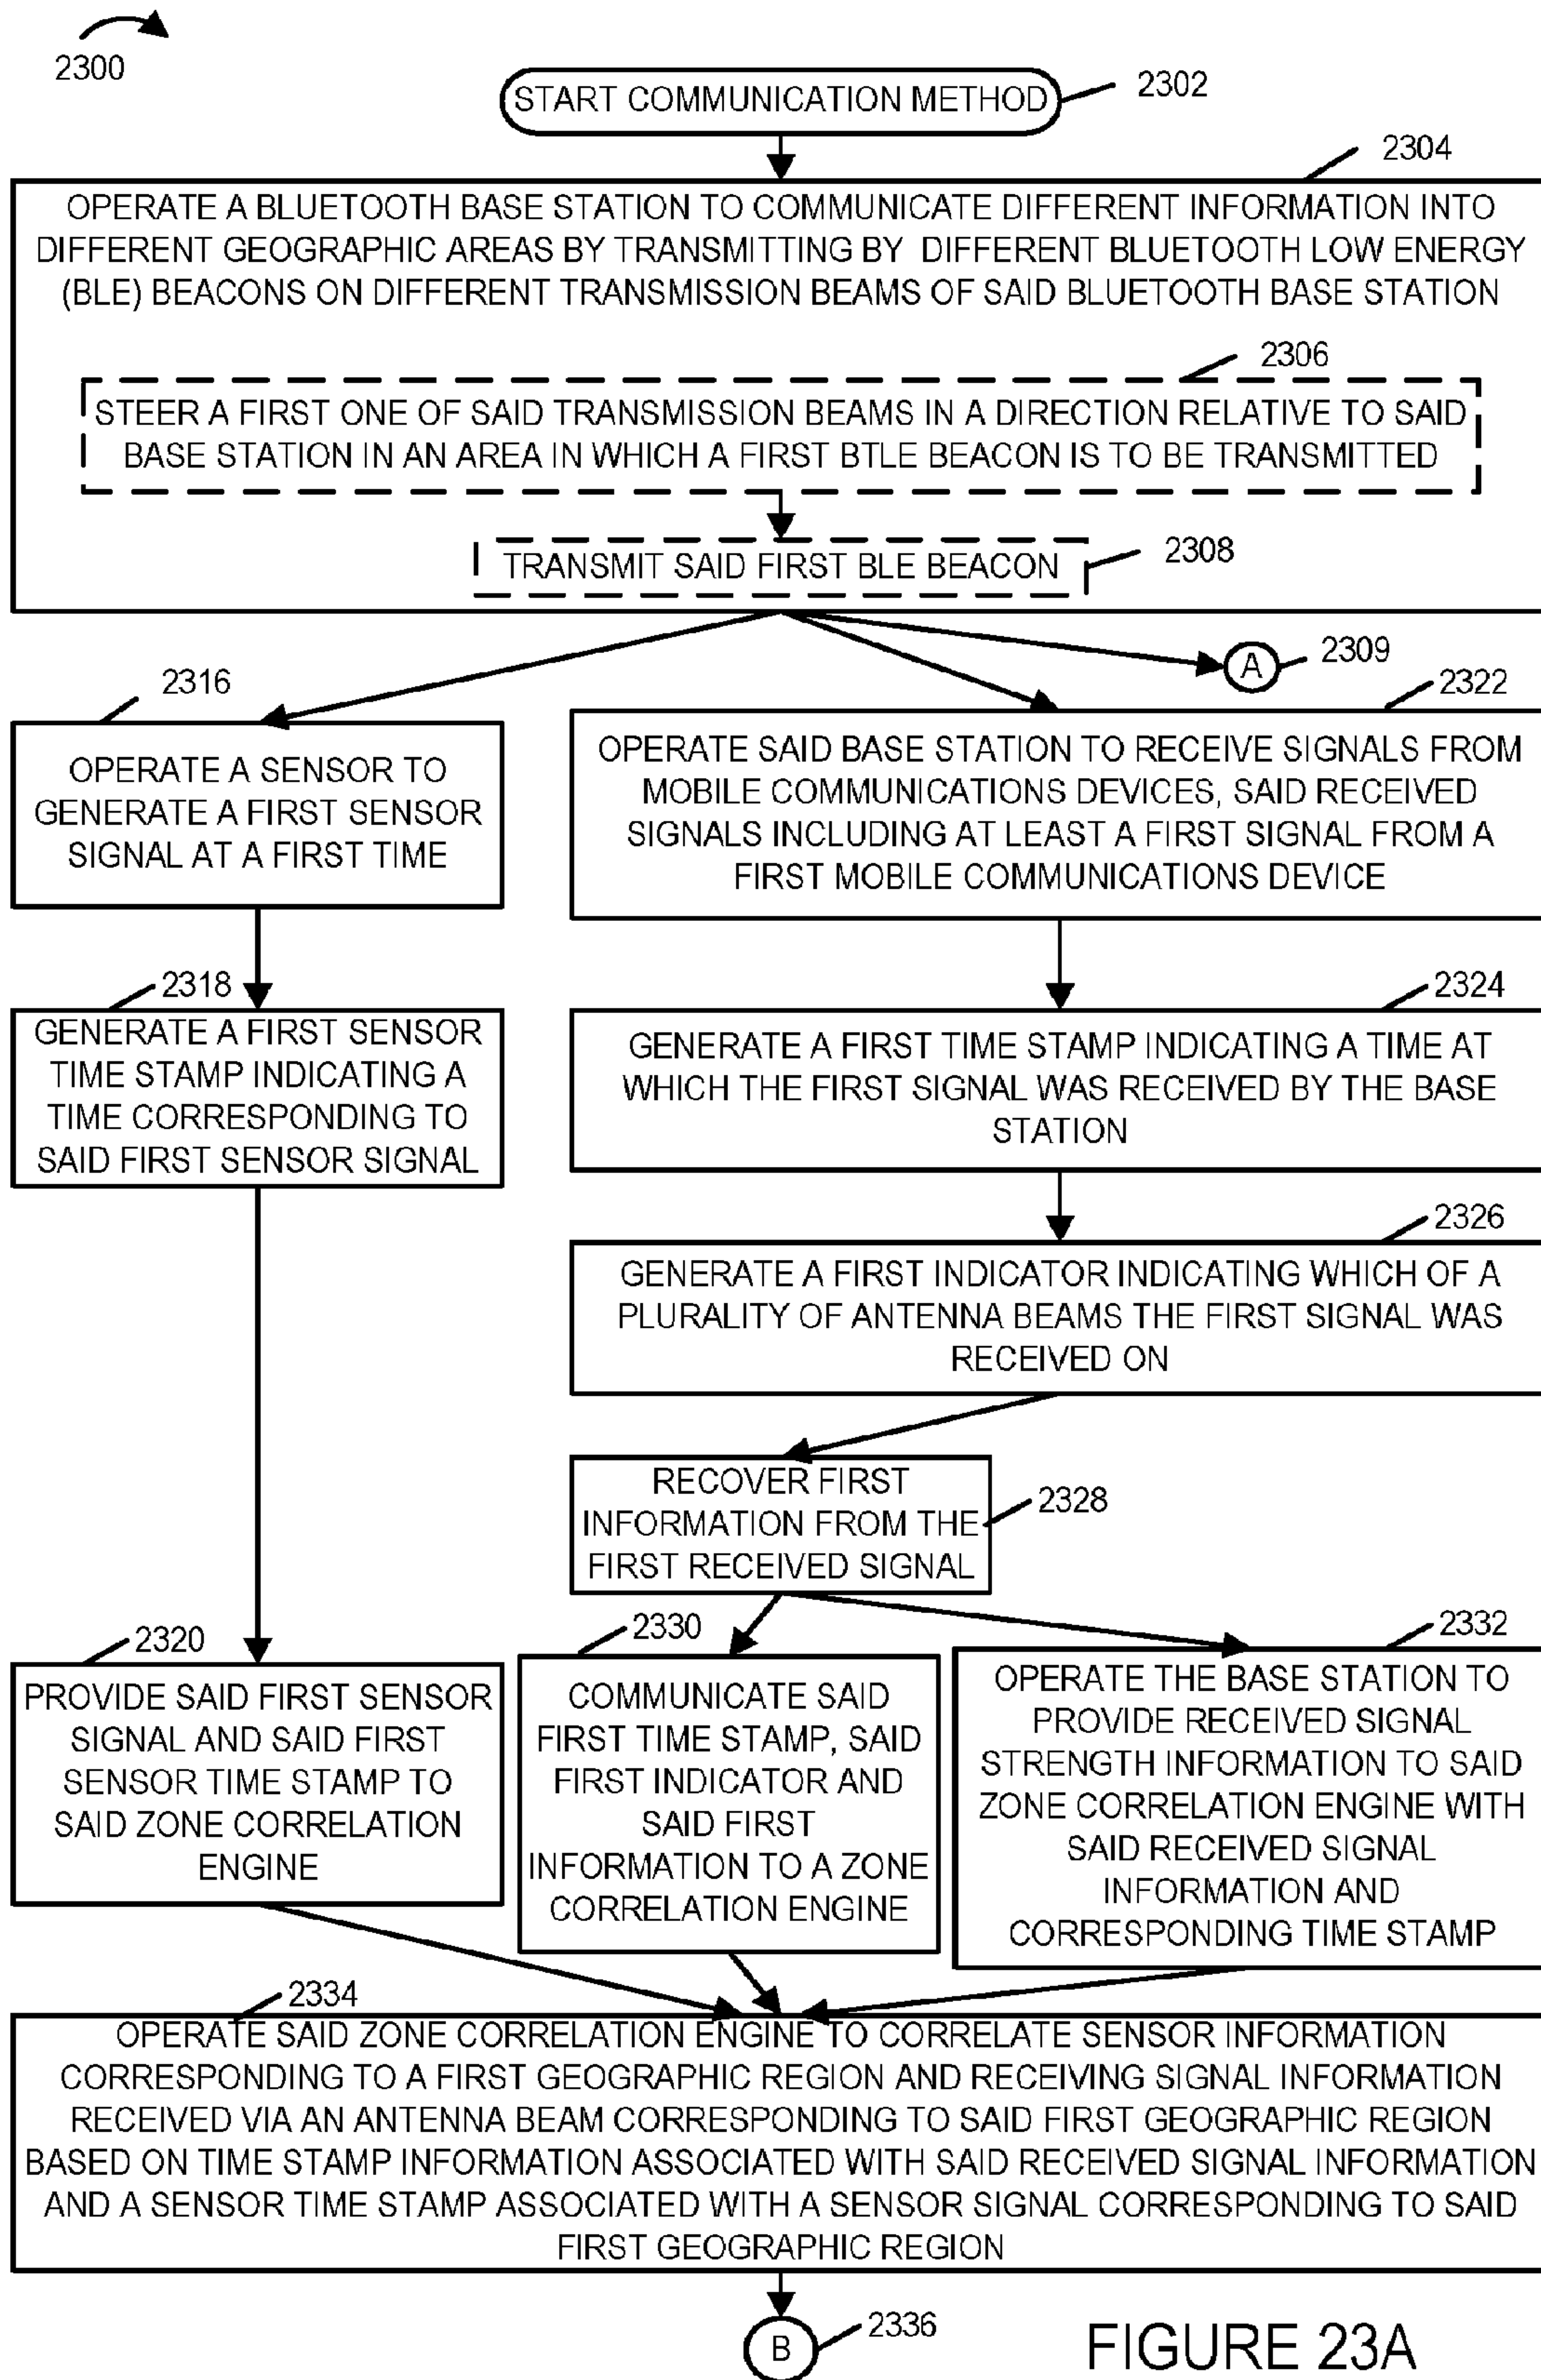 2300
START COMMUNICATION METHOD
2302
2304
OPERATE A BLUETOOTH BASE STATION TO COMMUNICATE DIFFERENT INFORMATION INTO
DIFFERENT GEOGRAPHIC AREAS BY TRANSMITTING BY DIFFERENT BLUETOOTH LOW ENERGY
(BLE) BEACONS ON DIFFERENT TRANSMISSION BEAMS OF SAID BLUETOOTH BASE STATION
2306
STEER A FIRST ONE OF SAID TRANSMISSION BEAMS IN A DIRECTION RELATIVE TO SAID
BASE STATION IN AN AREA IN WHICH A FIRST BTLE BEACON IS TO BE TRANSMITTED
TRANSMIT SAID FIRST BLE BEACON
2308
A
2309
2316
OPERATE A SENSOR TO
GENERATE A FIRST SENSOR
SIGNAL AT A FIRST TIME
2322
OPERATE SAID BASE STATION TO RECEIVE SIGNALS FROM
MOBILE COMMUNICATIONS DEVICES, SAID RECEIVED
SIGNALS INCLUDING AT LEAST A FIRST SIGNAL FROM A
FIRST MOBILE COMMUNICATIONS DEVICE
2318
GENERATE A FIRST SENSOR
TIME STAMP INDICATING A
TIME CORRESPONDING TO
SAID FIRST SENSOR SIGNAL
2324
GENERATE A FIRST TIME STAMP INDICATING A TIME AT
WHICH THE FIRST SIGNAL WAS RECEIVED BY THE BASE
STATION
2326
GENERATE A FIRST INDICATOR INDICATING WHICH OF A
PLURALITY OF ANTENNA BEAMS THE FIRST SIGNAL WAS
RECEIVED ON
RECOVER FIRST
INFORMATION FROM THE
FIRST RECEIVED SIGNAL
2328
2320
PROVIDE SAID FIRST SENSOR
SIGNAL AND SAID FIRST
SENSOR TIME STAMP TO
SAID ZONE CORRELATION
ENGINE
2330
COMMUNICATE SAID
FIRST TIME STAMP, SAID
FIRST INDICATOR AND
SAID FIRST
INFORMATION TO A ZONE
CORRELATION ENGINE
2332
OPERATE THE BASE STATION TO
PROVIDE RECEIVED SIGNAL
STRENGTH INFORMATION TO SAID
ZONE CORRELATION ENGINE WITH
SAID RECEIVED SIGNAL
INFORMATION AND
CORRESPONDING TIME STAMP
2334
OPERATE SAID ZONE CORRELATION ENGINE TO CORRELATE SENSOR INFORMATION
CORRESPONDING TO A FIRST GEOGRAPHIC REGION AND RECEIVING SIGNAL INFORMATION
RECEIVED VIA AN ANTENNA BEAM CORRESPONDING TO SAID FIRST GEOGRAPHIC REGION
BASED ON TIME STAMP INFORMATION ASSOCIATED WITH SAID RECEIVED SIGNAL INFORMATION
AND A SENSOR TIME STAMP ASSOCIATED WITH A SENSOR SIGNAL CORRESPONDING TO SAID
FIRST GEOGRAPHIC REGION
B
2336
FIGURE 23A